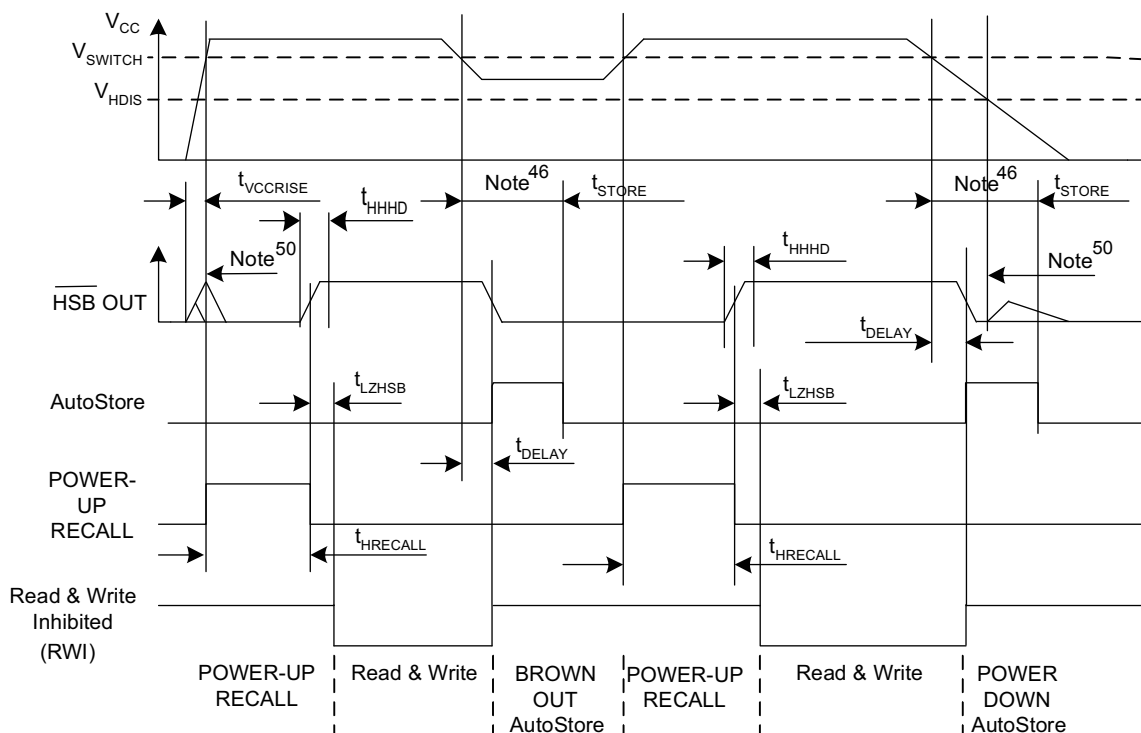 VCC
VSWITCH
VHDIS
tVCCRISE
tHHHD
Note46
tSTORE
Note46
tSTORE
Note50
tHHHD
Note50
HSB OUT
tDELAY
tLZHSB
tLZHSB
AutoStore
tDELAY
POWER-
UP
RECALL
tHRECALL
tHRECALL
Read & Write
Inhibited
(RWI)
POWER-UP
RECALL
Read & Write
BROWN
OUT
AutoStore
POWER-UP
RECALL
Read & Write
POWER
DOWN
AutoStore